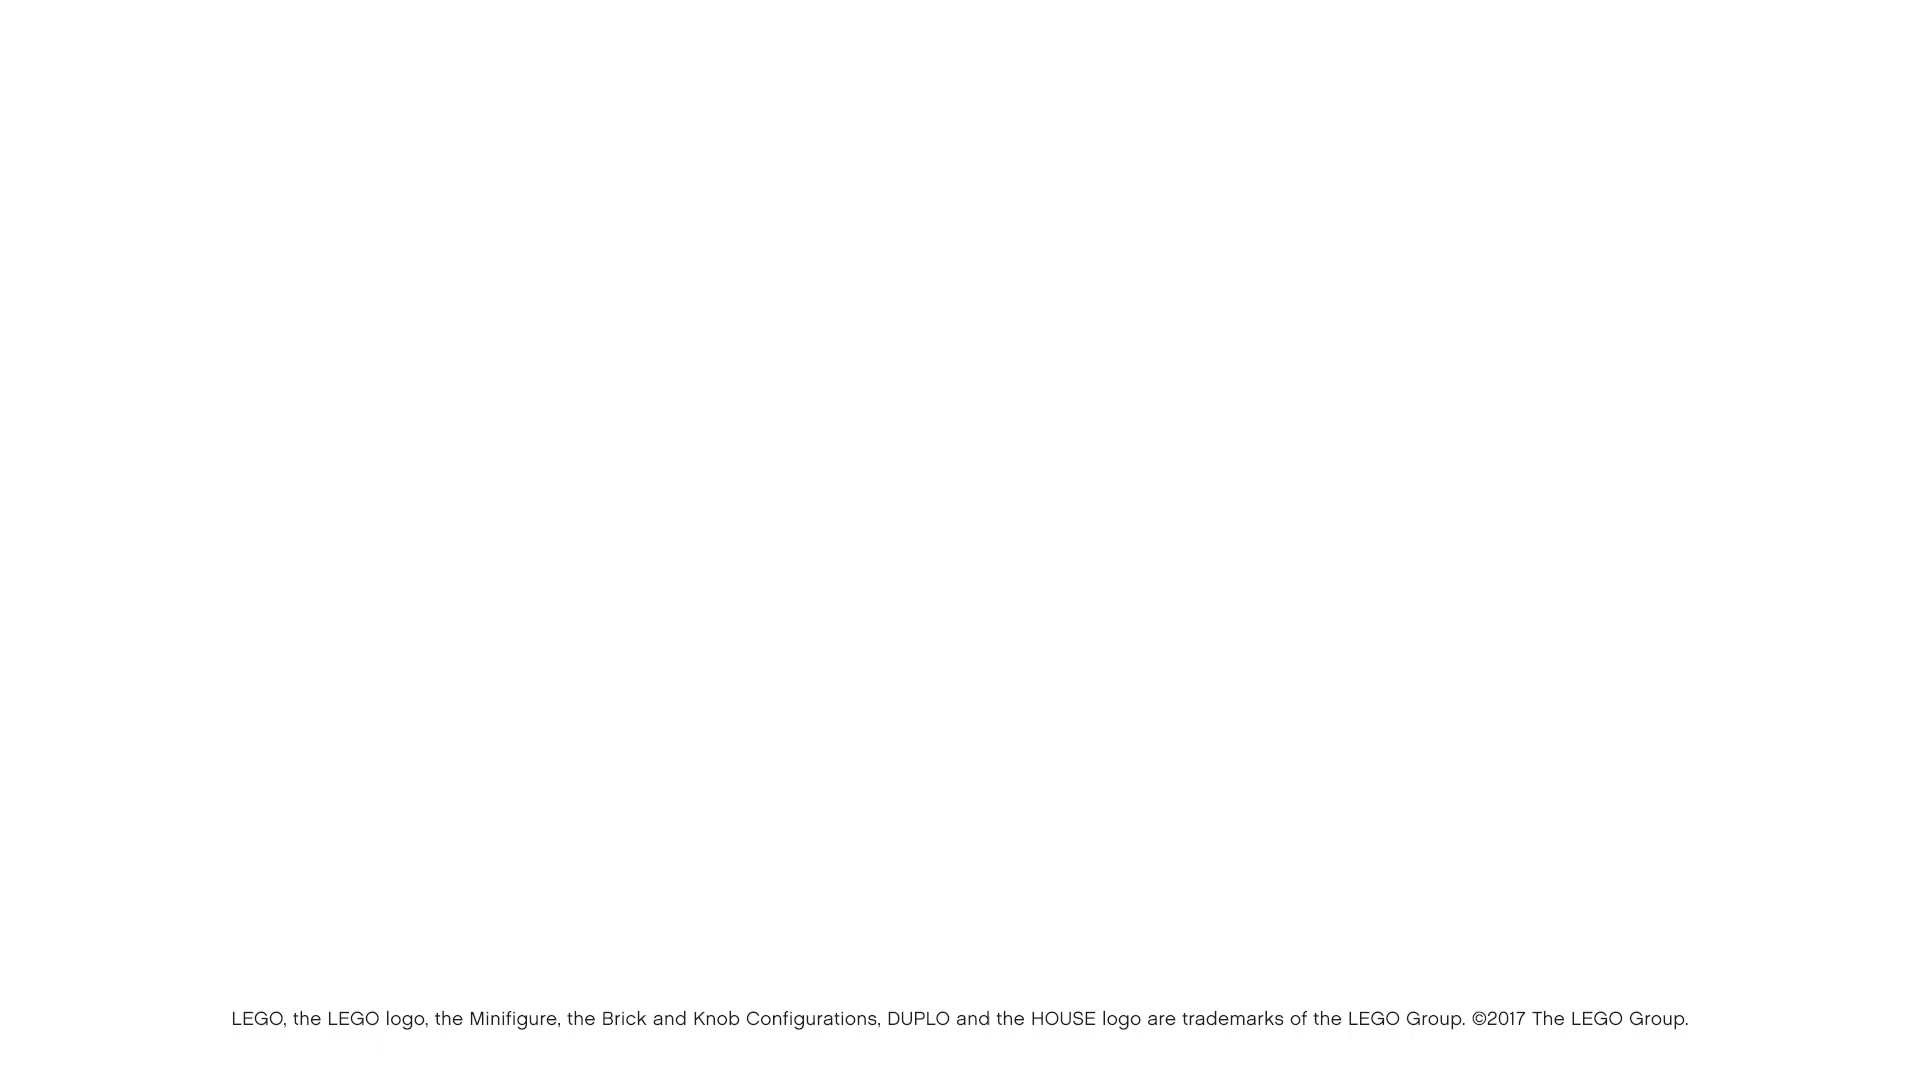 LEGO, the LEGO logo, the Minifigure, the Brick and Knob Configurations, DUPLO and the HOUSE logo are trademarks of the LEGO Group. ©2017 The LEGO Group.